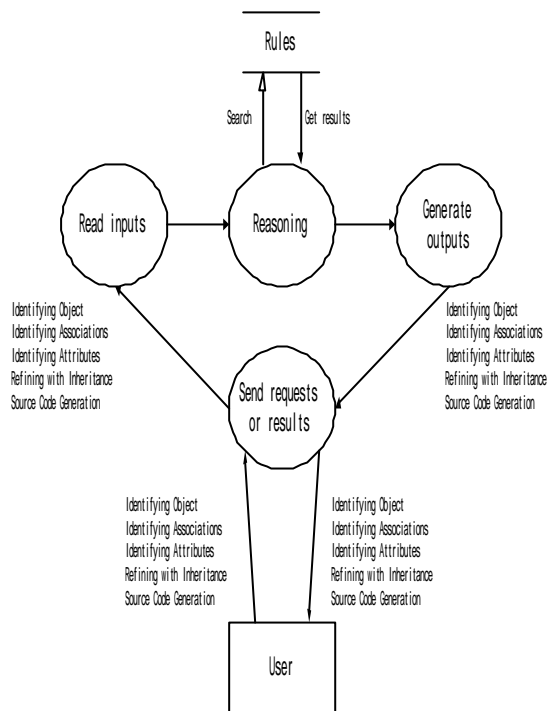 Rules
Search
Get results
Read inputs
Reasoning
Generate
outputs
Identifying Object
Identifying Associations
Identifying Attributes
Refining with Inheritance
Source Code Generation
Identifying Object
Identifying Associations
Identifying Attributes
Refining with Inheritance
Source Code Generation
Send requests
or results
Identifying Object
Identifying Associations
Identifying Attributes
Refining with Inheritance
Source Code Generation
Identifying Object
Identifying Associations
Identifying Attributes
Refining with Inheritance
Source Code Generation
User